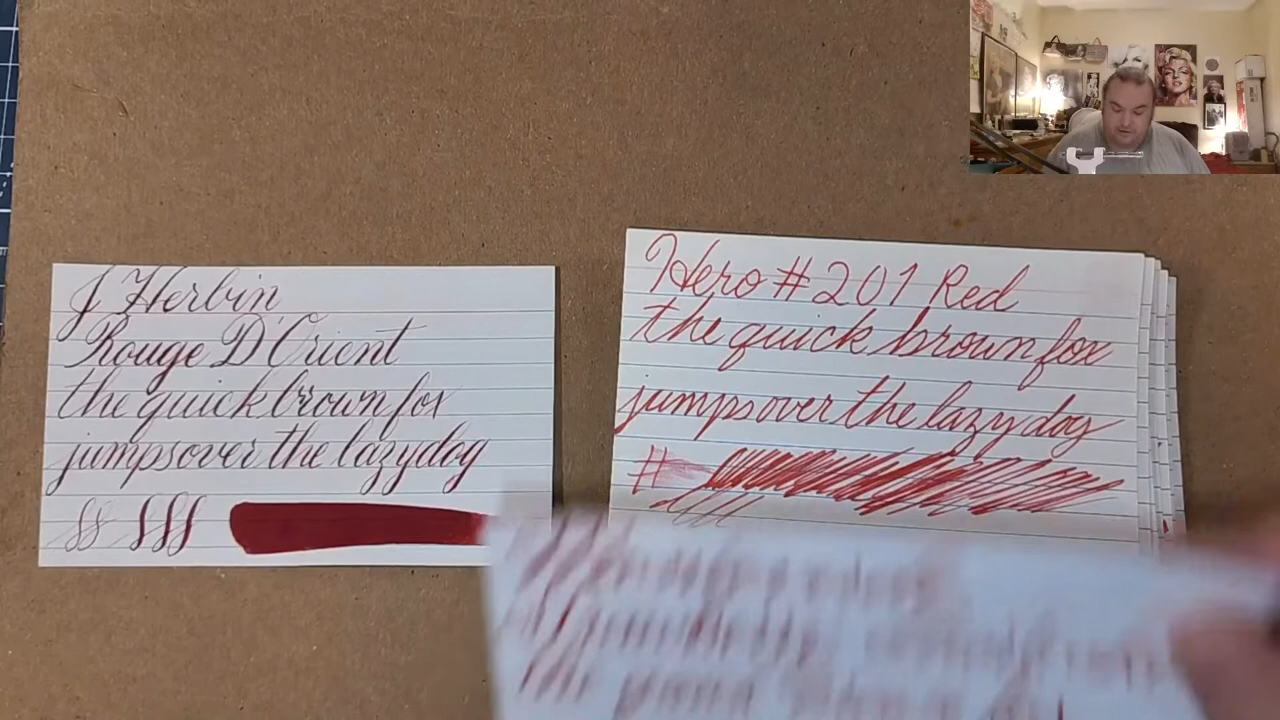 J Herbin
Rouge D'Orient
the quick brown fox
jumps over the lazy dog
Hero # 201 Red
the quick brown fox
jumps over the lazy dog
#